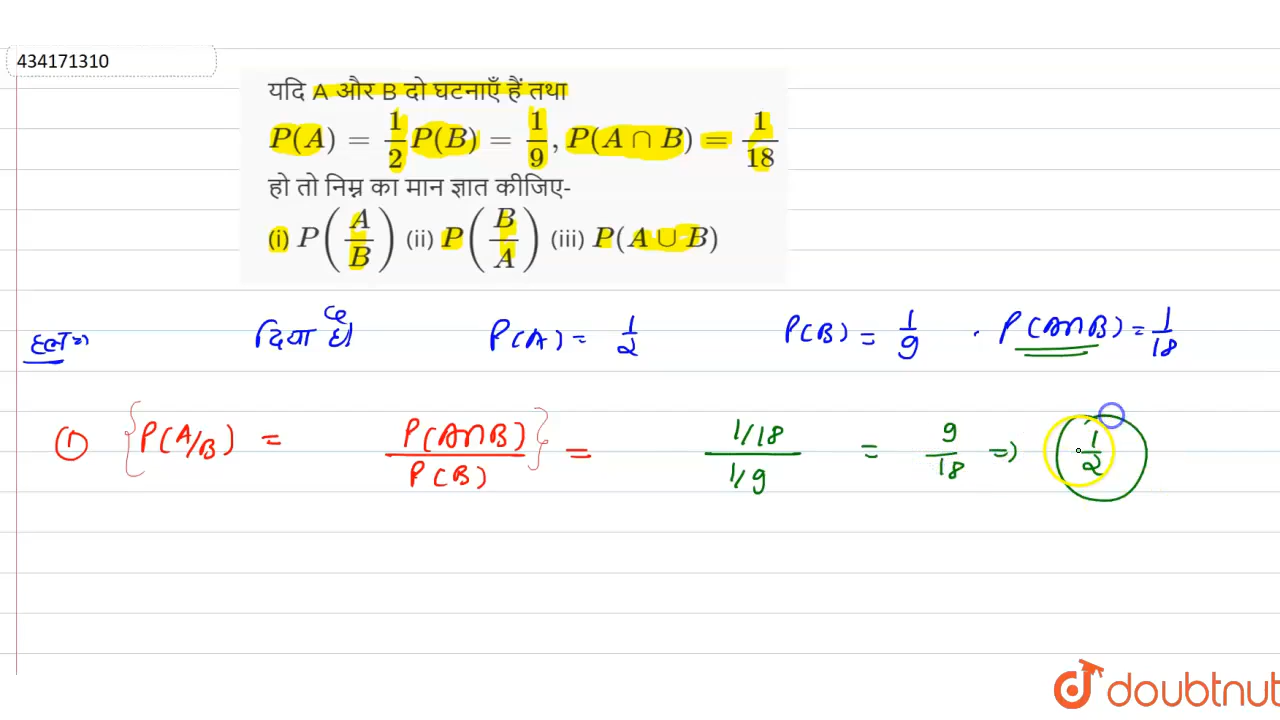 434171310
यदि A और B दो घटनाएँ हैं तथा
P(A) = 1/2 P(B) = 1/9, P(A ∩ B) = 1/18
हो तो निम्न का मान ज्ञात कीजिए-
(i) P(A/B) (ii) P(B/A) (iii) P(A ∪ B)
हल⇒ दिया है। P(A) = 1/2 P(B) = 1/9 . P(A∩B) = 1/18
① {P(A/B) = P(A∩B)/P(B)} = (1/18)/(1/9) = 9/18 ⇒ 1/2
doubtnut